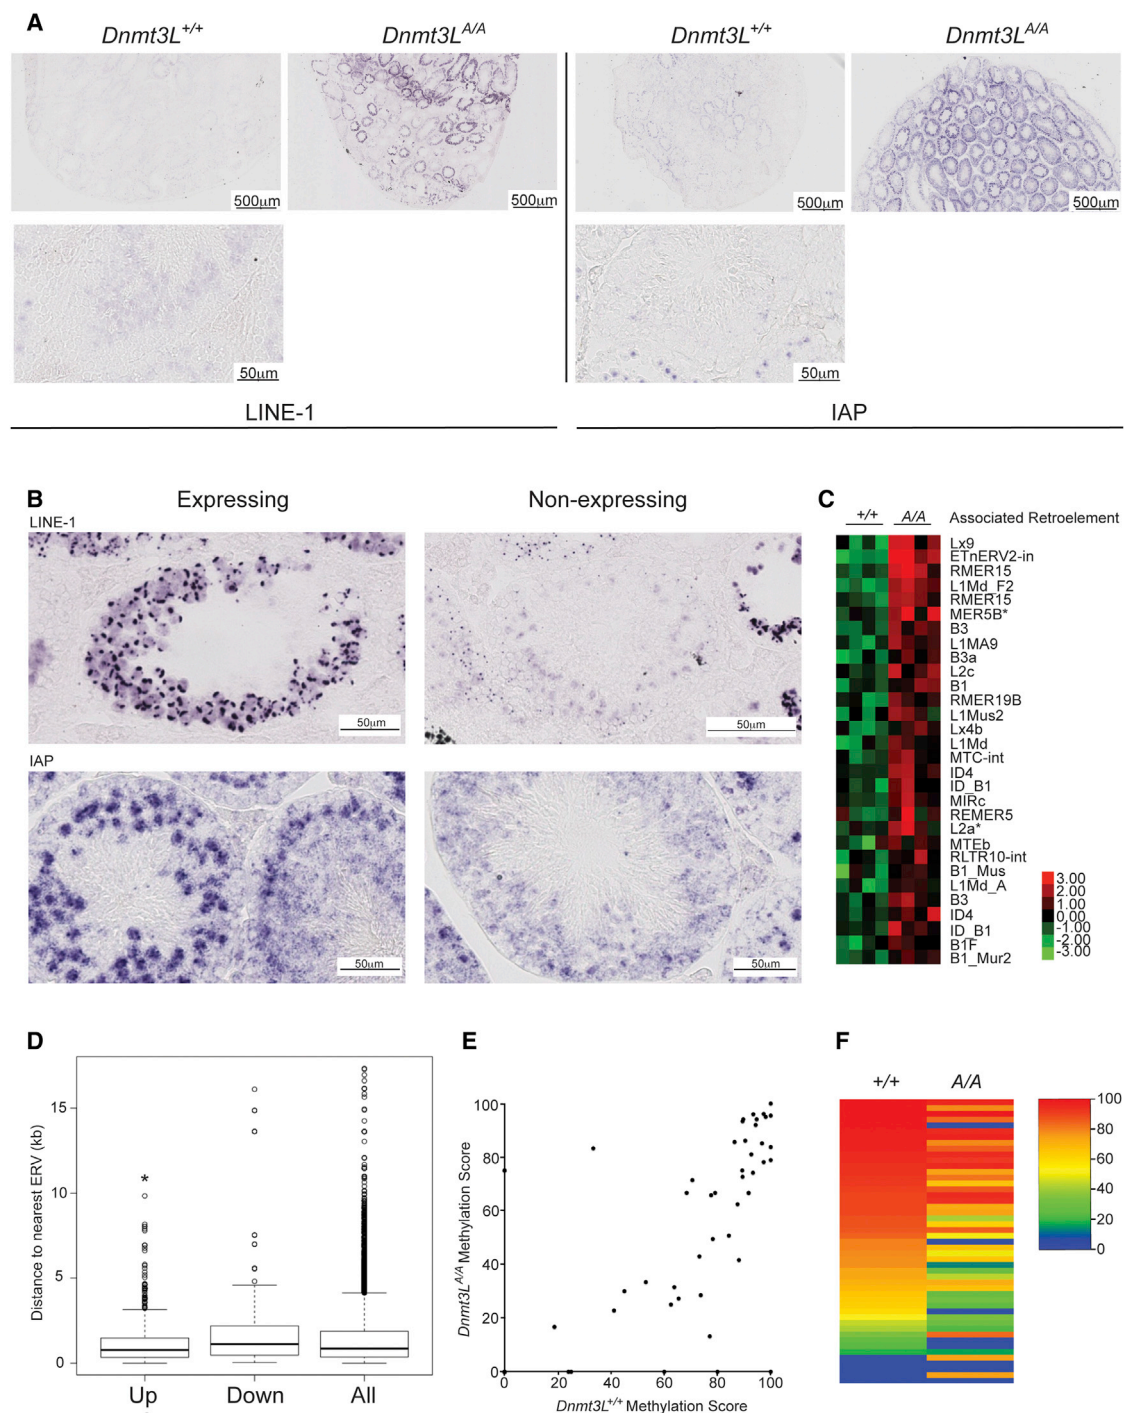 A
Dnmt3L+/+
Dnmt3LA/A
Dnmt3L+/+
Dnmt3LA/A
500µm
500µm
500µm
500µm
50µm
50µm
LINE-1
IAP
B
Expressing
Non-expressing
LINE-1
50µm
50µm
IAP
50µm
50µm
C
+/+
A/A
Associated Retroelement
Lx9
ETnERV2-in
RMER15
L1Md_F2
RMER15
MER5B*
B3
L1MA9
B3a
L2c
B1
RMER19B
L1Mus2
Lx4b
L1Md
MTC-int
ID4
ID_B1
MIRc
REMER5
L2a*
MTEb
RLTR10-int
B1_Mus
L1Md_A
B3
ID4
ID_B1
B1F
B1_Mur2
3.00
2.00
1.00
0.00
-1.00
-2.00
-3.00
D
Distance to nearest ERV (kb)
15
10
5
0
*
Up
Down
All
E
Dnmt3LA/A Methylation Score
100
80
60
40
20
0
0
20
40
60
80
100
Dnmt3L+/+ Methylation Score
F
+/+
A/A
100
80
60
40
20
0